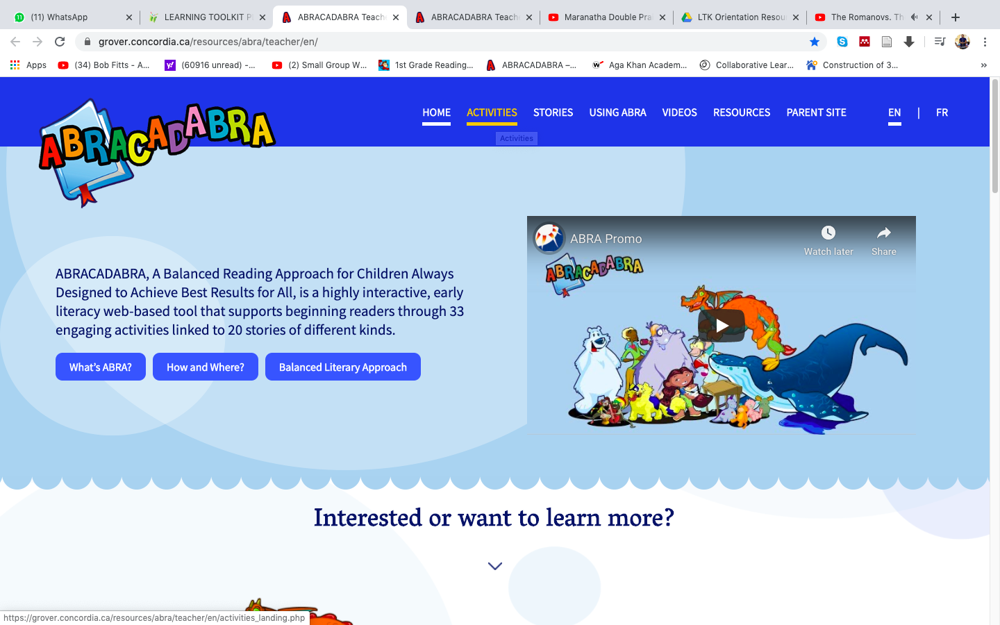 (11) WhatsApp
LEARNING TOOLKIT P
ABRACADABRA Teach
ABRACADABRA Teach
Maranatha Double Pra
LTK Orientation Resou
The Romanovs. Th
grover.concordia.ca/resources/abra/teacher/en/
Apps
(34) Bob Fitts - A...
(60916 unread) -...
(2) Small Group W...
1st Grade Reading...
ABRACADABRA –...
Aga Khan Academ...
Collaborative Lear...
Construction of 3...
»
ABRACADABRA
HOME
ACTIVITIES
STORIES
USING ABRA
VIDEOS
RESOURCES
PARENT SITE
EN
|
FR
Activities
ABRA Promo
Watch later
Share
ABRACADABRA
ABRACADABRA, A Balanced Reading Approach for Children Always
Designed to Achieve Best Results for All, is a highly interactive, early
literacy web-based tool that supports beginning readers through 33
engaging activities linked to 20 stories of different kinds.
What's ABRA?
How and Where?
Balanced Literary Approach
Interested or want to learn more?
https://grover.concordia.ca/resources/abra/teacher/en/activities_landing.php